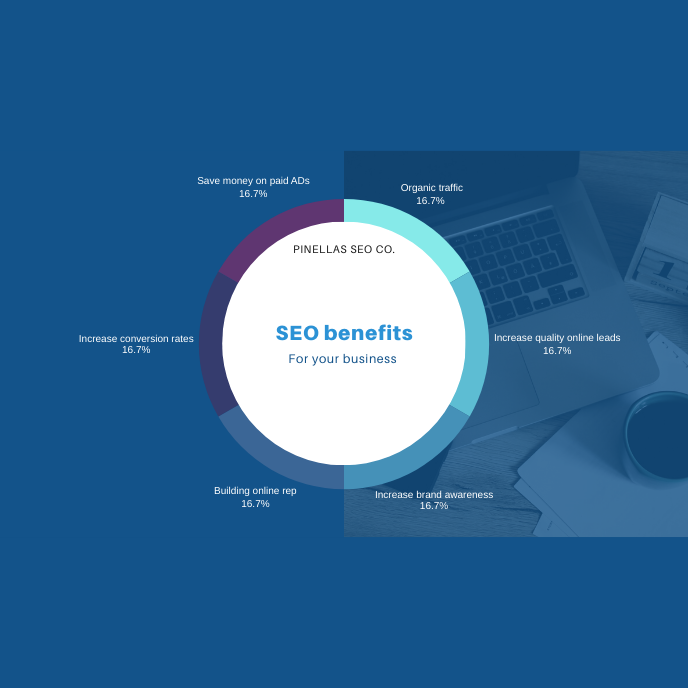 Save money on paid ADs
16.7%
Organic traffic
16.7%
PINELLAS SEO CO.
SEO benefits
For your business
Increase conversion rates
16.7%
Increase quality online leads
16.7%
Building online rep
16.7%
Increase brand awareness
16.7%